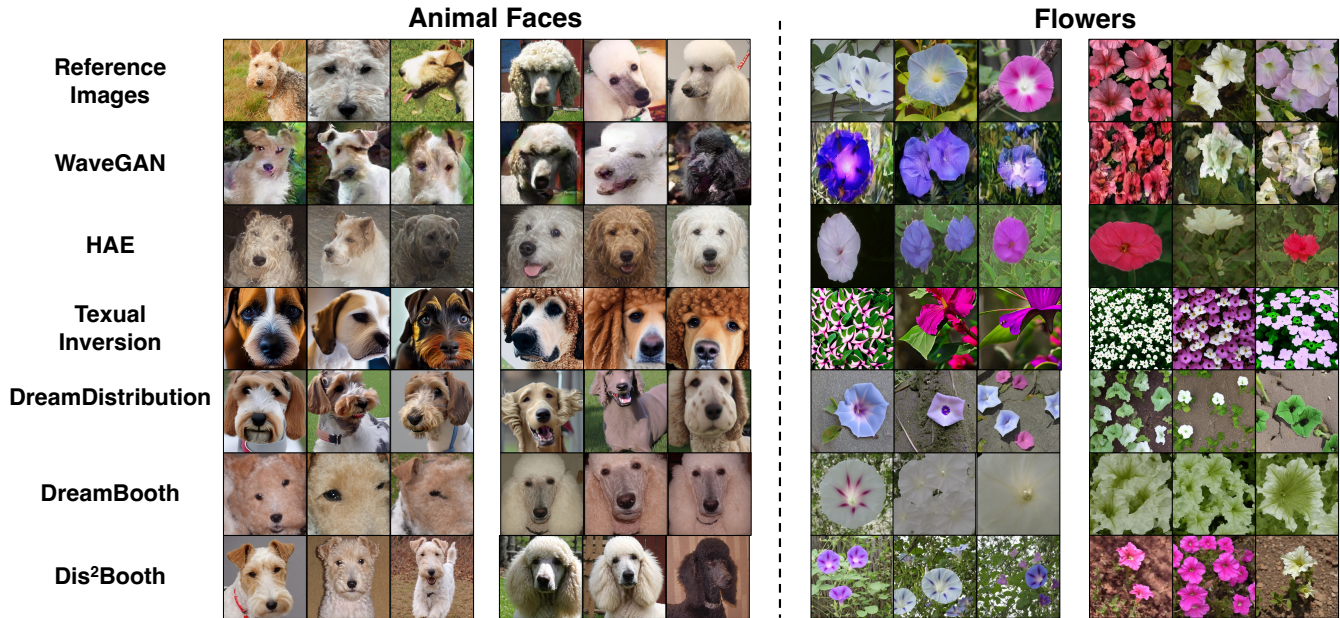 Animal Faces
Flowers
Reference
Images
WaveGAN
HAE
Texual
Inversion
DreamDistribution
DreamBooth
Dis²Booth